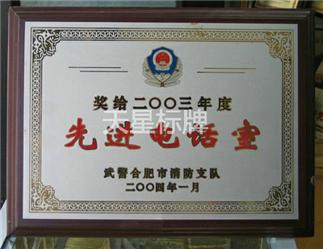 奖给二〇〇三年度
先进电话室
天星标牌
武警合肥市消防支队
二〇〇四年一月